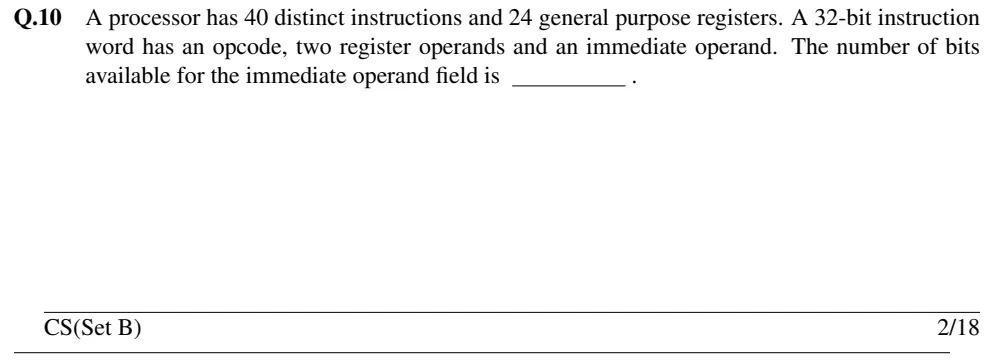 Q.10 A processor has 40 distinct instructions and 24 general purpose registers. A 32-bit instruction
word has an opcode, two register operands and an immediate operand. The number of bits
available for the immediate operand field is __________ .
CS(Set B) 2/18